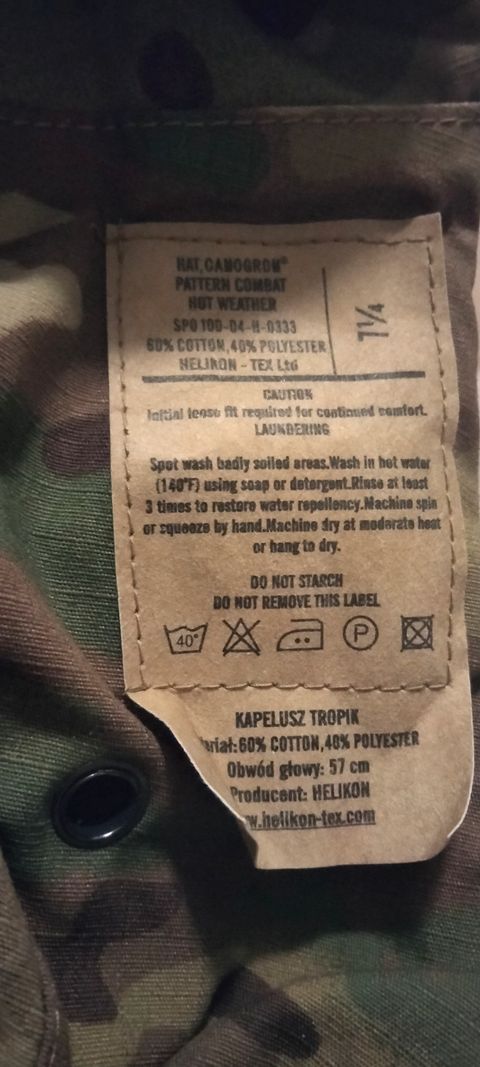 HAT, CAMOGROM®
PATTERN COMBAT
HOT WEATHER
SPO 100-04-H-0333
60% COTTON, 40% POLYESTER
HELIKON - TEX Ltd
7 1/4
CAUTION
Initial loose fit required for continued comfort.
LAUNDERING
Spot wash badly soiled areas.Wash in hot water
(140°F) using soap or detergent.Rinse at least
3 times to restore water repellency.Machine spin
or squeeze by hand.Machine dry at moderate heat
or hang to dry.
DO NOT STARCH
DO NOT REMOVE THIS LABEL
40° P
KAPELUSZ TROPIK
60% COTTON, 40% POLYESTER
Obwód głowy: 57 cm
Producent: HELIKON
w.helikon-tex.com